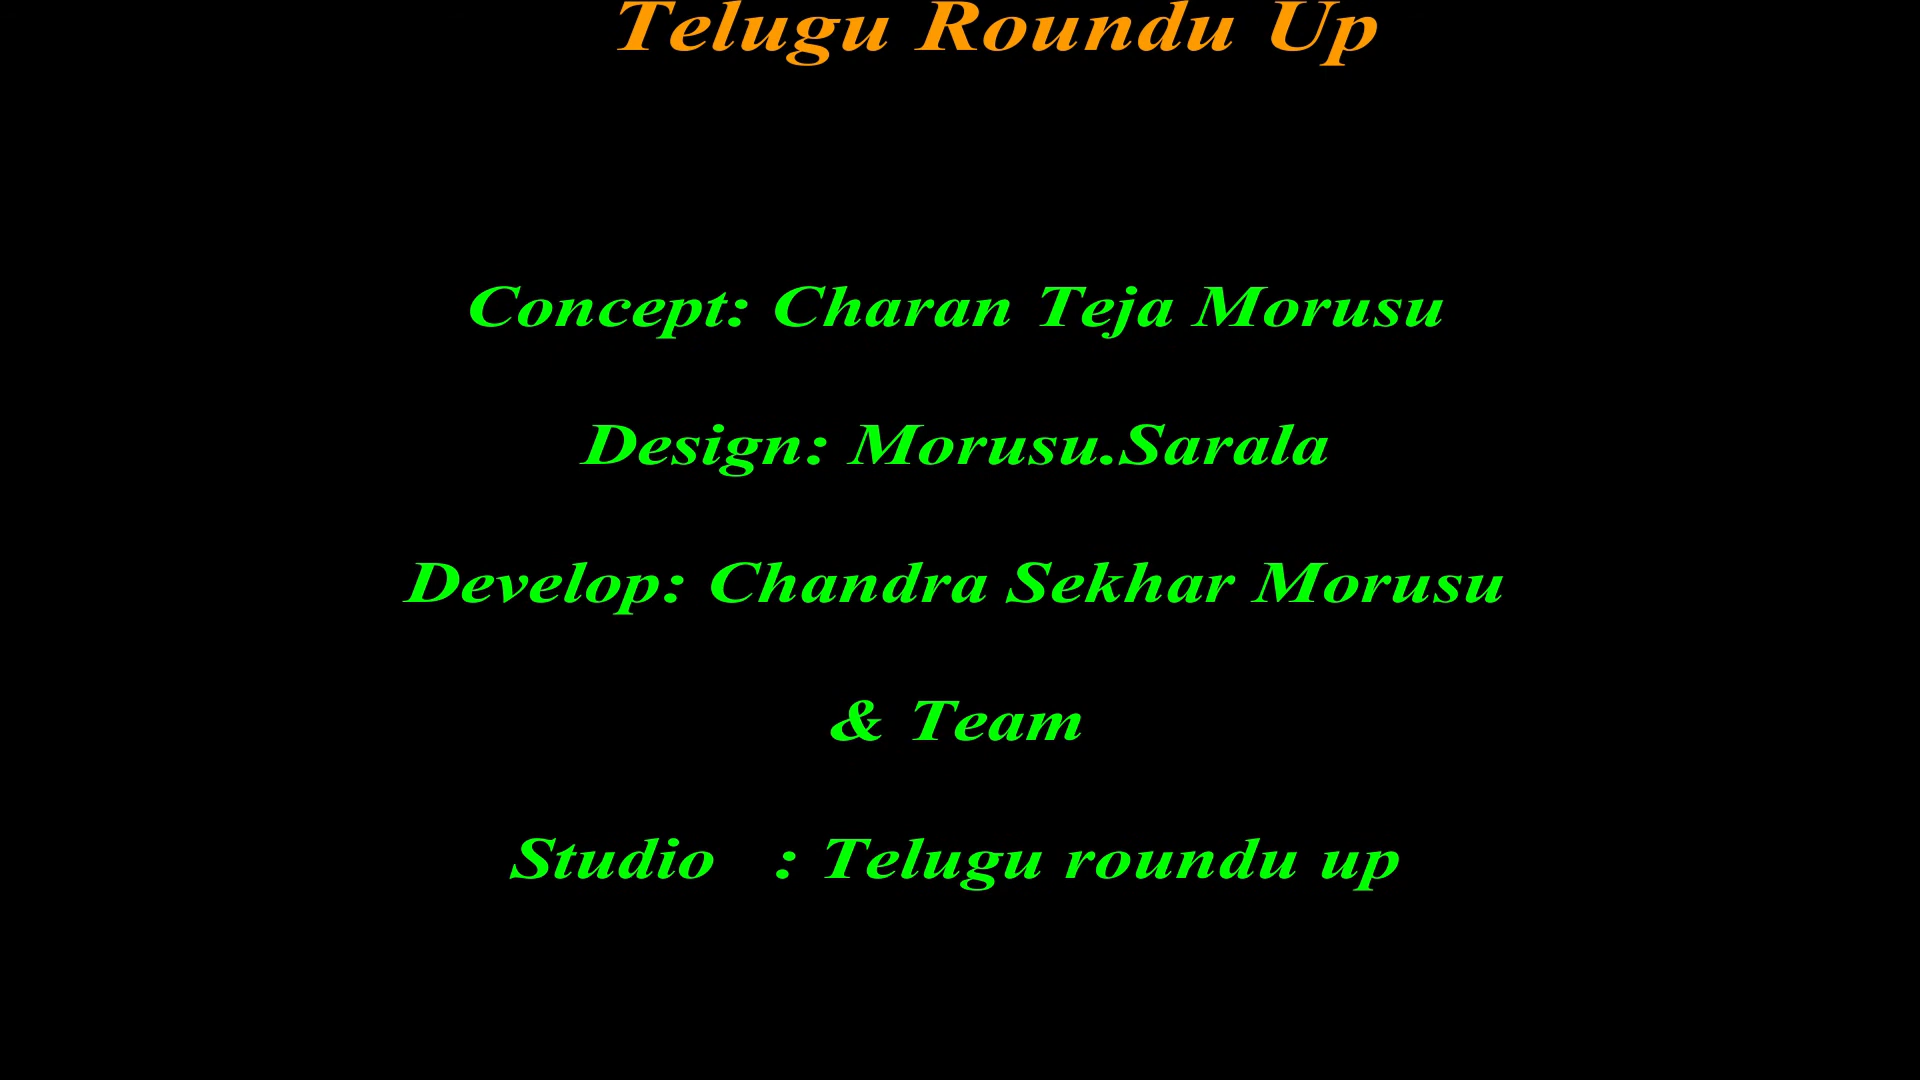 Telugu Roundu Up
Concept: Charan Teja Morusu
Design: Morusu.Sarala
Develop: Chandra Sekhar Morusu
& Team
Studio   : Telugu roundu up